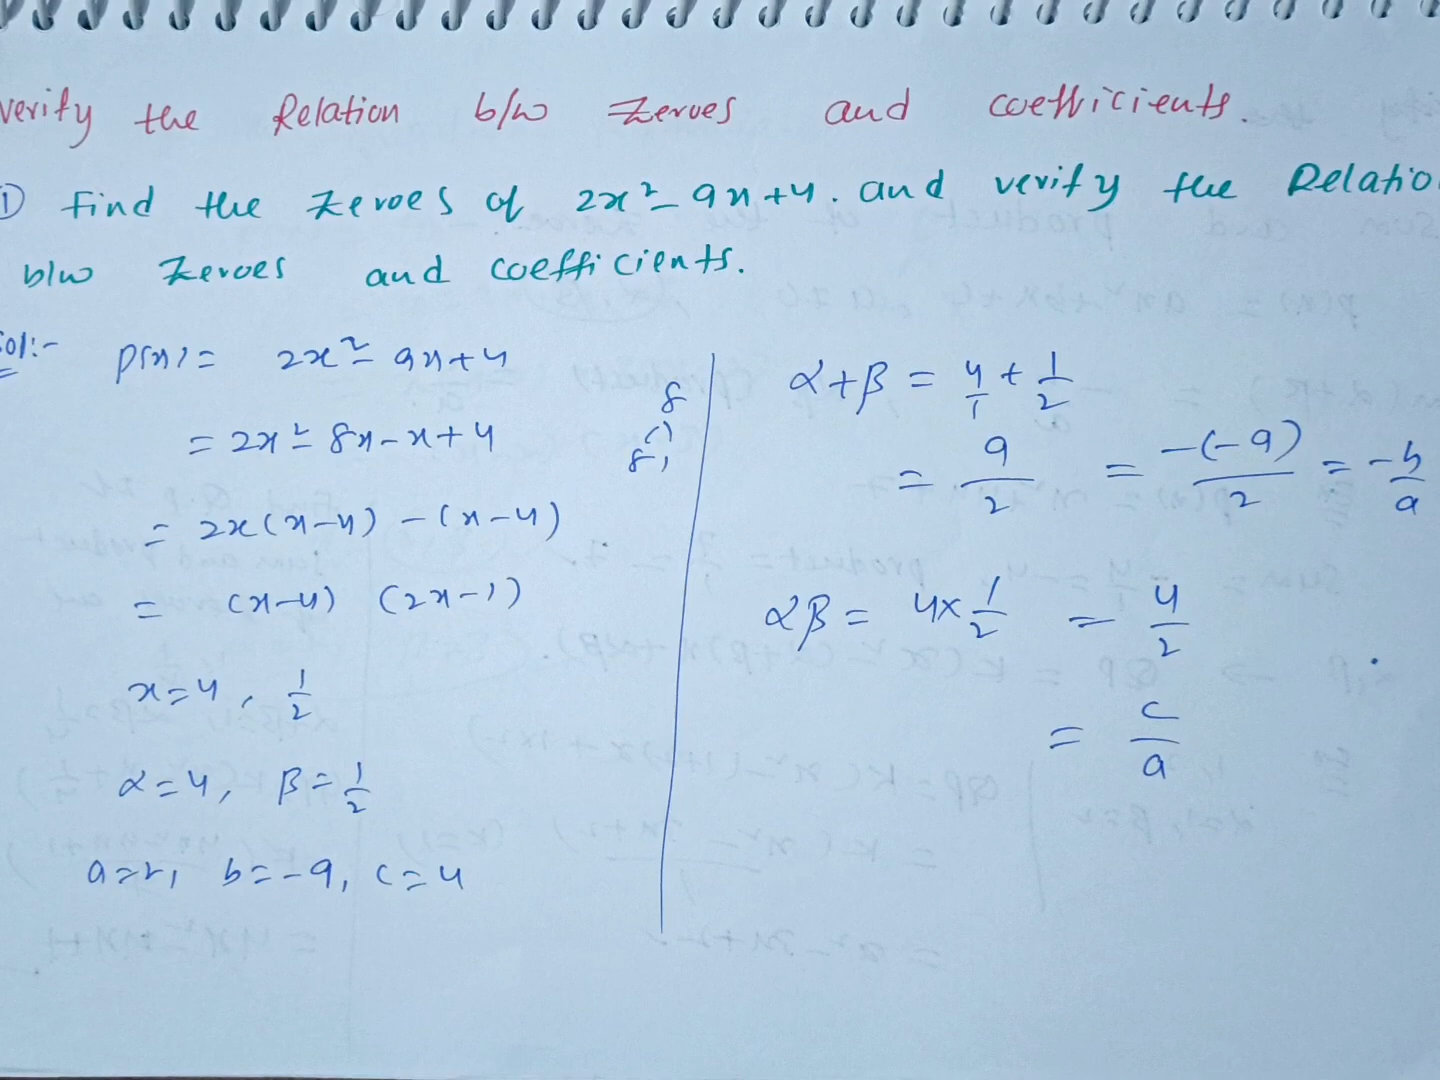 verify the Relation b/w zeroes and coefficients.
① Find the zeroes of 2x² - 9x + 4. and verify the Relatio
b/w zeroes and coefficients.
Sol:-
p(x) = 2x² - 9x + 4
= 2x² - 8x - x + 4
8
8, 1
= 2x(x-4) - (x-4)
= (x-4) (2x-1)
x = 4, 1/2
α = 4, β = 1/2
a = 2, b = -9, c = 4
α + β = 4/1 + 1/2
= 9/2 = -(-9)/2 = -b/a
αβ = 4 × 1/2 = 4/2
= c/a